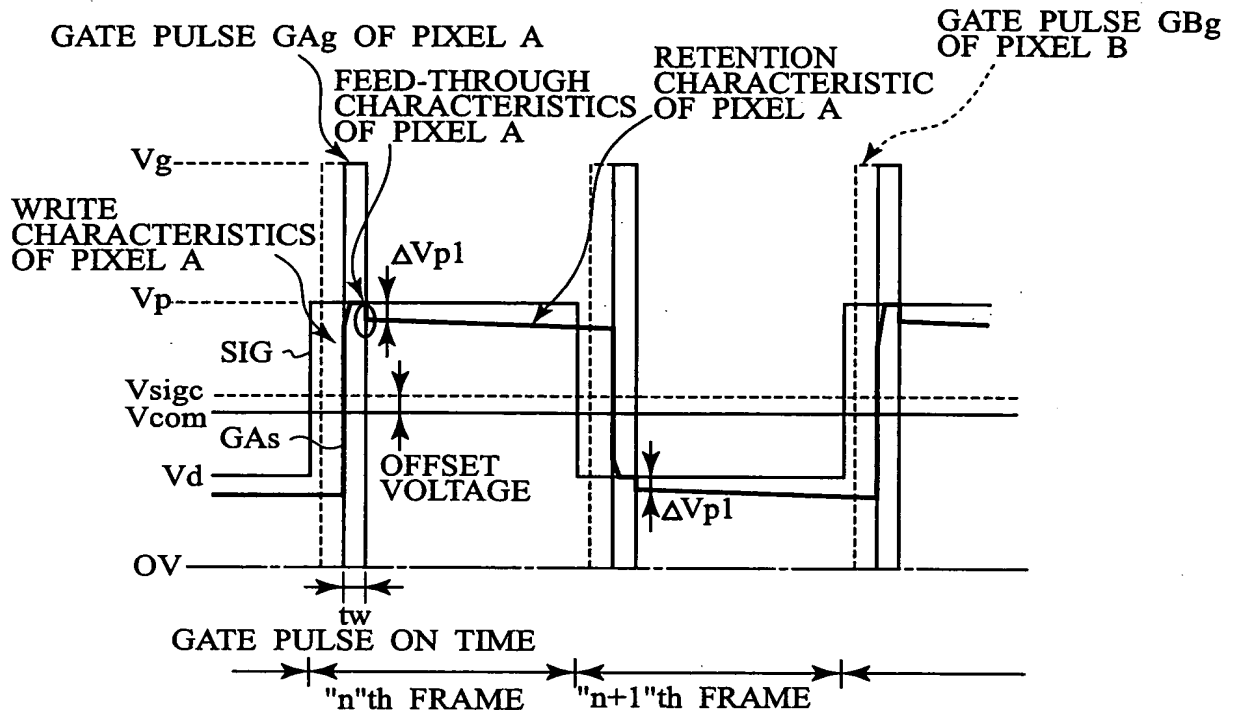 GATE PULSE GAg OF PIXEL A
GATE PULSE GBg
OF PIXEL B
FEED-THROUGH
CHARACTERISTICS
OF PIXEL A
RETENTION
CHARACTERISTIC
OF PIXEL A
Vg
WRITE
CHARACTERISTICS
OF PIXEL A
ΔVp1
Vp
SIG
Vsigc
Vcom
GAs
Vd
OFFSET
VOLTAGE
ΔVp1
OV
tw
GATE PULSE ON TIME
"n"th FRAME
"n+1"th FRAME